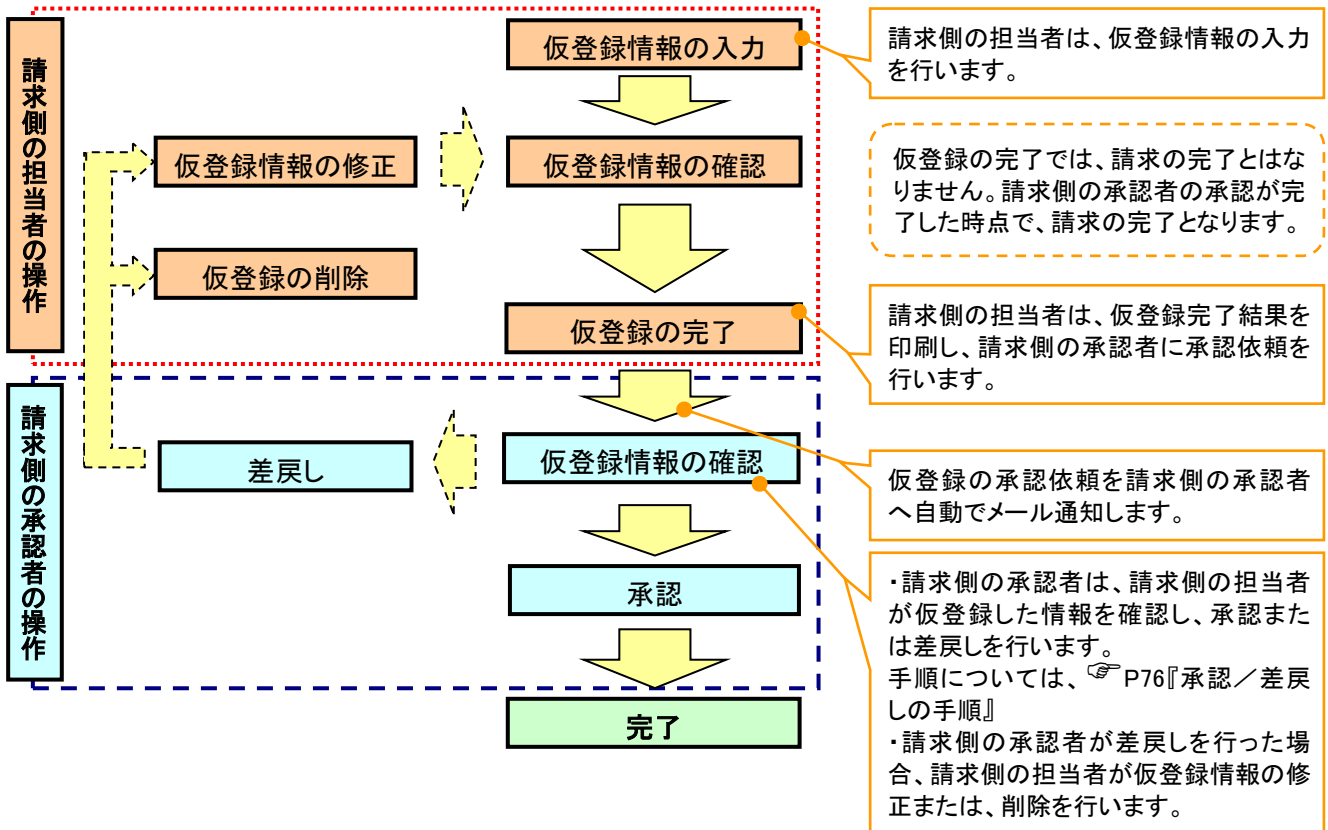 請求側の担当者の操作
仮登録情報の入力
仮登録情報の修正
仮登録情報の確認
仮登録の削除
仮登録の完了
請求側の承認者の操作
差戻し
仮登録情報の確認
承認
完了
請求側の担当者は、仮登録情報の入力
を行います。
仮登録の完了では、請求の完了とはな
りません。請求側の承認者の承認が完
了した時点で、請求の完了となります。
請求側の担当者は、仮登録完了結果を
印刷し、請求側の承認者に承認依頼を
行います。
仮登録の承認依頼を請求側の承認者
へ自動でメール通知します。
・請求側の承認者は、請求側の担当者
が仮登録した情報を確認し、承認また
は差戻しを行います。
手順については、☞P76『承認／差戻
しの手順』
・請求側の承認者が差戻しを行った場
合、請求側の担当者が仮登録情報の修
正または、削除を行います。